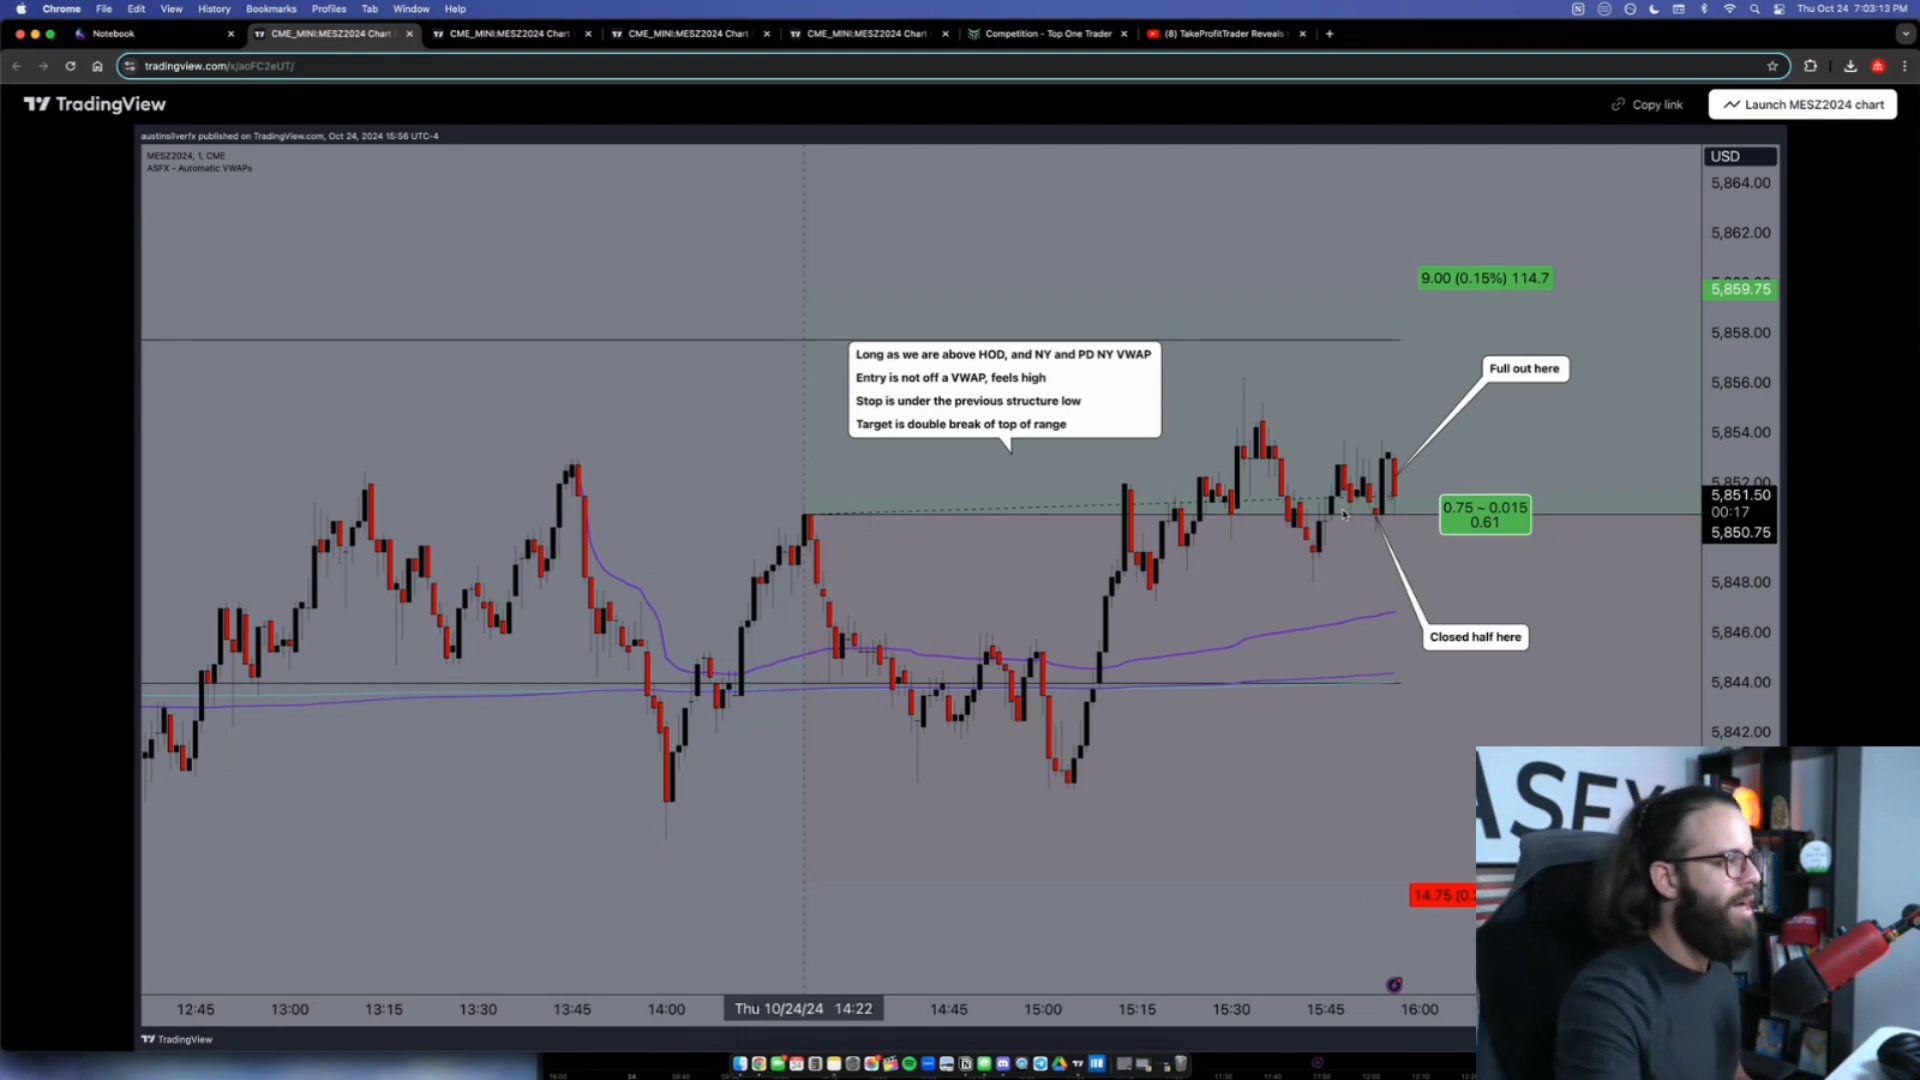 Chrome File Edit View History Bookmarks Profiles Tab Window Help
Thu Oct 24 7:03:13 PM
Notebook
CME_MINI:MESZ2024 Chart
CME_MINI:MESZ2024 Chart
CME_MINI:MESZ2024 Chart
CME_MINI:MESZ2024 Chart
Competition - Top One Trader
(8) TakeProfitTrader Reveals
tradingview.com/x/aoFC2eUT/
TradingView
Copy link
Launch MESZ2024 chart
austinsilverfx published on TradingView.com, Oct 24, 2024 15:56 UTC-4
MESZ2024, 1, CME
ASFX - Automatic VWAPs
USD
5,864.00
5,862.00
9.00 (0.15%) 114.7
5,859.75
5,858.00
Long as we are above HOD, and NY and PD NY VWAP
Entry is not off a VWAP, feels high
Stop is under the previous structure low
Target is double break of top of range
Full out here
5,856.00
5,854.00
5,852.00
5,851.50
00:17
5,850.75
0.75 ~ 0.015
0.61
5,848.00
Closed half here
5,846.00
5,844.00
5,842.00
14.75
ASFX
12:45 13:00 13:15 13:30 13:45 14:00 Thu 10/24/24 14:22 14:45 15:00 15:15 15:30 15:45 16:00
TradingView